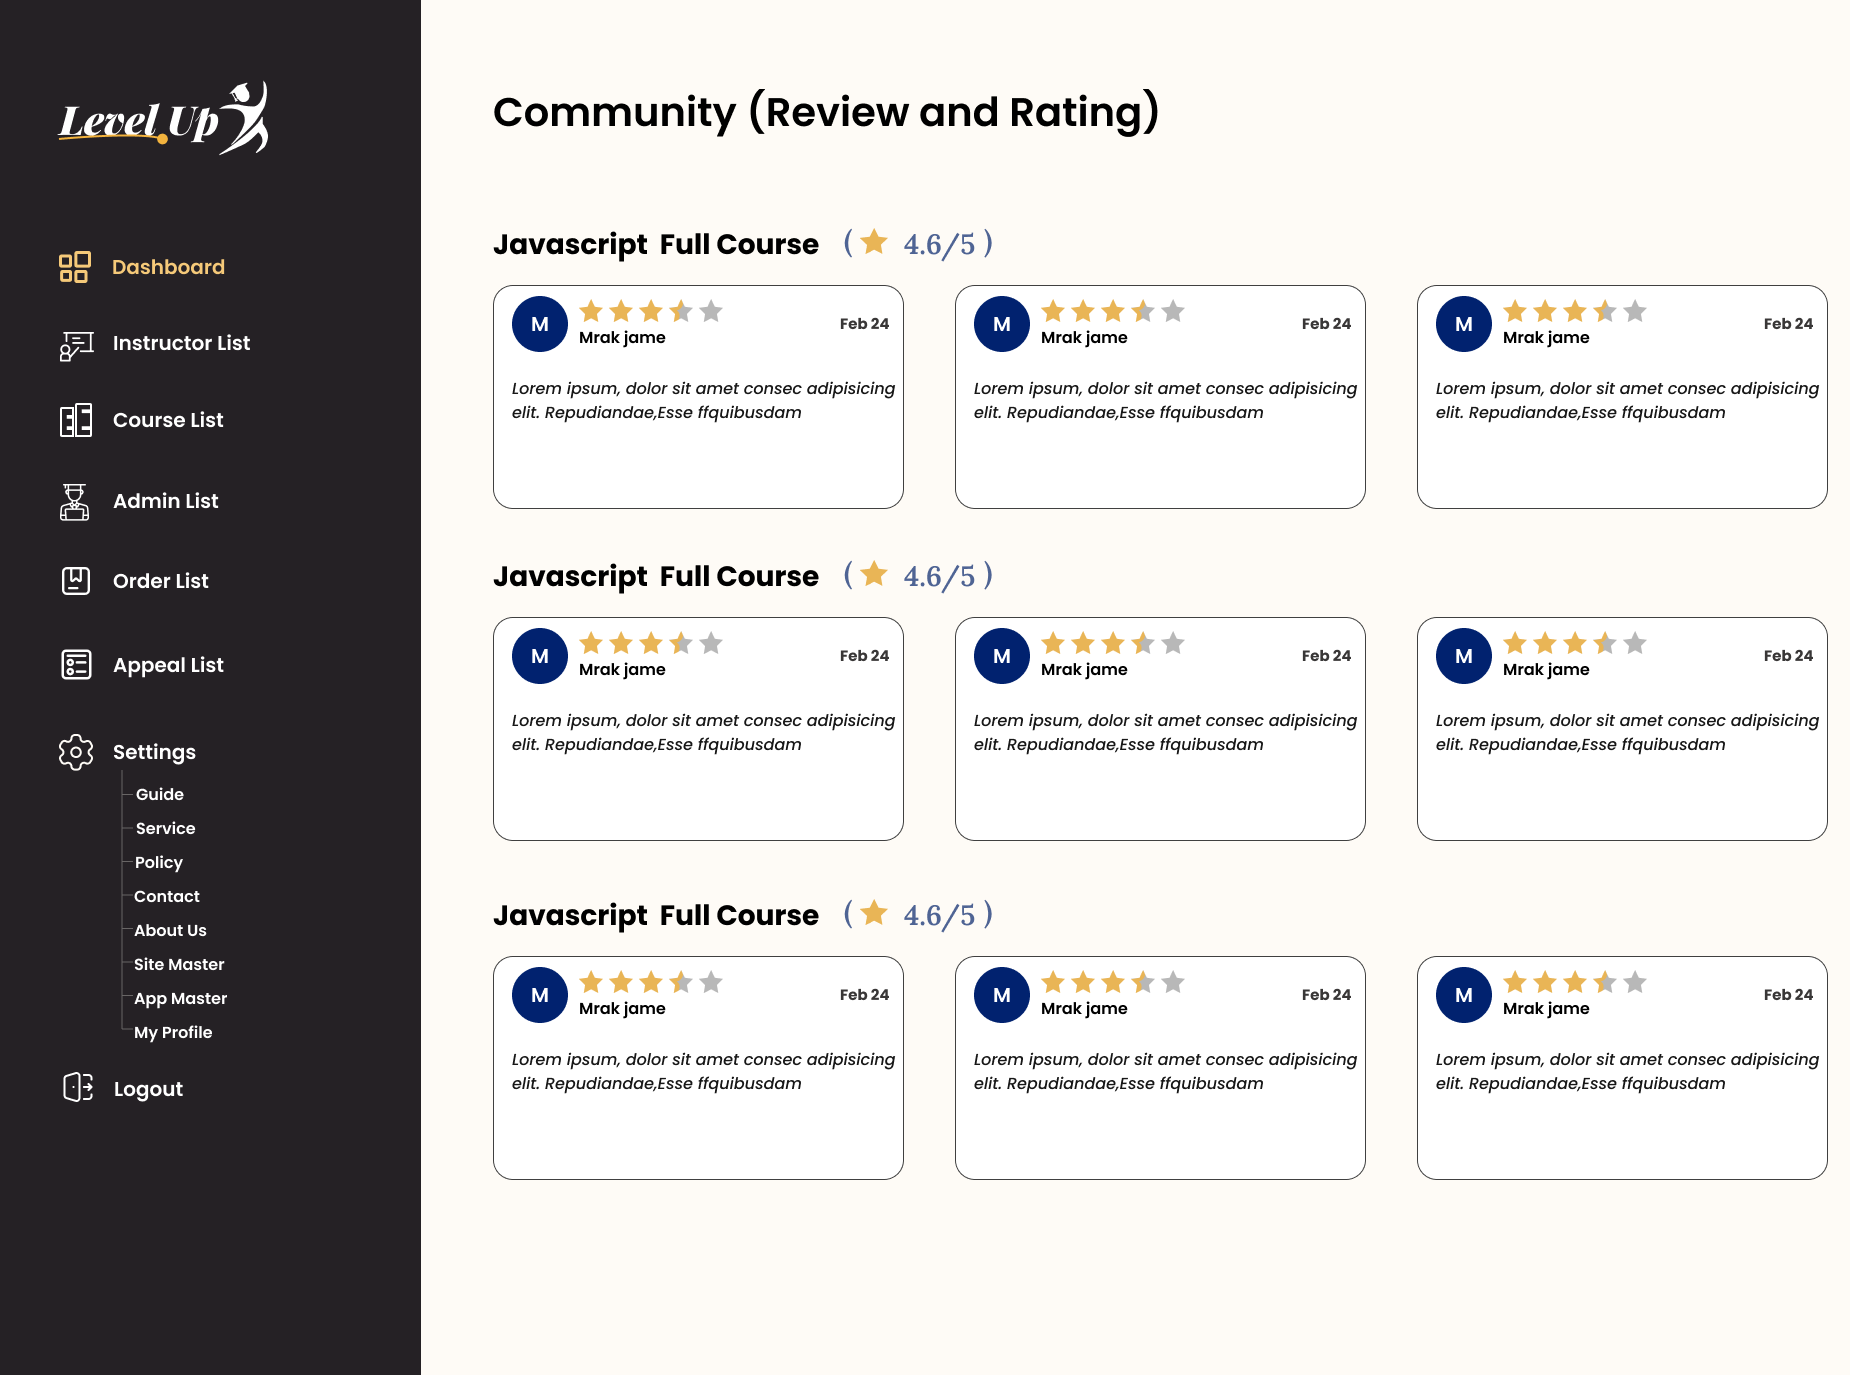 Level Up
Dashboard
Instructor List
Course List
Admin List
Order List
Appeal List
Settings
Guide
Service
Policy
Contact
About Us
Site Master
App Master
My Profile
Logout
Community (Review and Rating)
Javascript Full Course ( 4.6/5 )
M
Mrak jame
Feb 24
Lorem ipsum, dolor sit amet consec adipisicing
elit. Repudiandae,Esse ffquibusdam
M
Mrak jame
Feb 24
Lorem ipsum, dolor sit amet consec adipisicing
elit. Repudiandae,Esse ffquibusdam
M
Mrak jame
Feb 24
Lorem ipsum, dolor sit amet consec adipisicing
elit. Repudiandae,Esse ffquibusdam
Javascript Full Course ( 4.6/5 )
M
Mrak jame
Feb 24
Lorem ipsum, dolor sit amet consec adipisicing
elit. Repudiandae,Esse ffquibusdam
M
Mrak jame
Feb 24
Lorem ipsum, dolor sit amet consec adipisicing
elit. Repudiandae,Esse ffquibusdam
M
Mrak jame
Feb 24
Lorem ipsum, dolor sit amet consec adipisicing
elit. Repudiandae,Esse ffquibusdam
Javascript Full Course ( 4.6/5 )
M
Mrak jame
Feb 24
Lorem ipsum, dolor sit amet consec adipisicing
elit. Repudiandae,Esse ffquibusdam
M
Mrak jame
Feb 24
Lorem ipsum, dolor sit amet consec adipisicing
elit. Repudiandae,Esse ffquibusdam
M
Mrak jame
Feb 24
Lorem ipsum, dolor sit amet consec adipisicing
elit. Repudiandae,Esse ffquibusdam